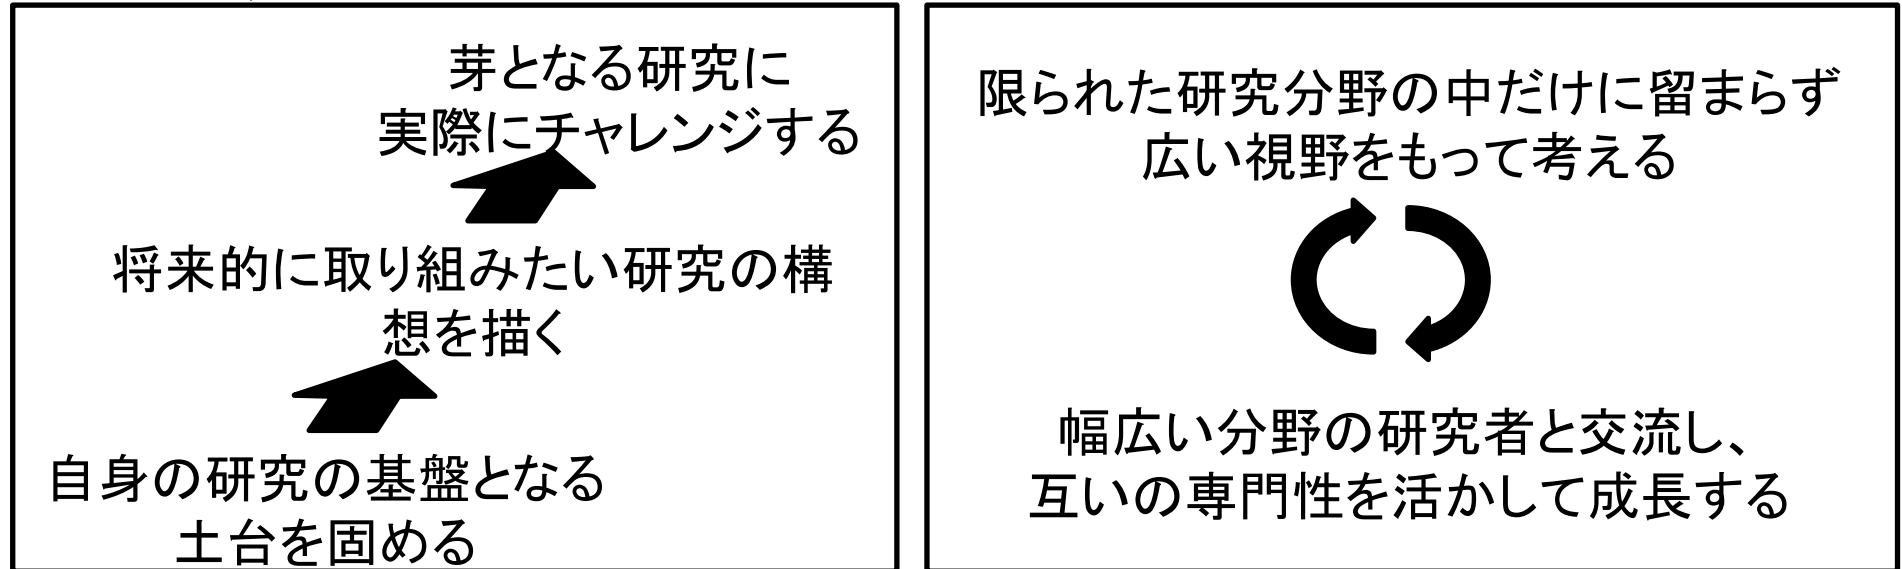 芽となる研究に
実際にチャレンジする
将来的に取り組みたい研究の構
想を描く
自身の研究の基盤となる
土台を固める
限られた研究分野の中だけに留まらず
広い視野をもって考える
幅広い分野の研究者と交流し、
互いの専門性を活かして成長する